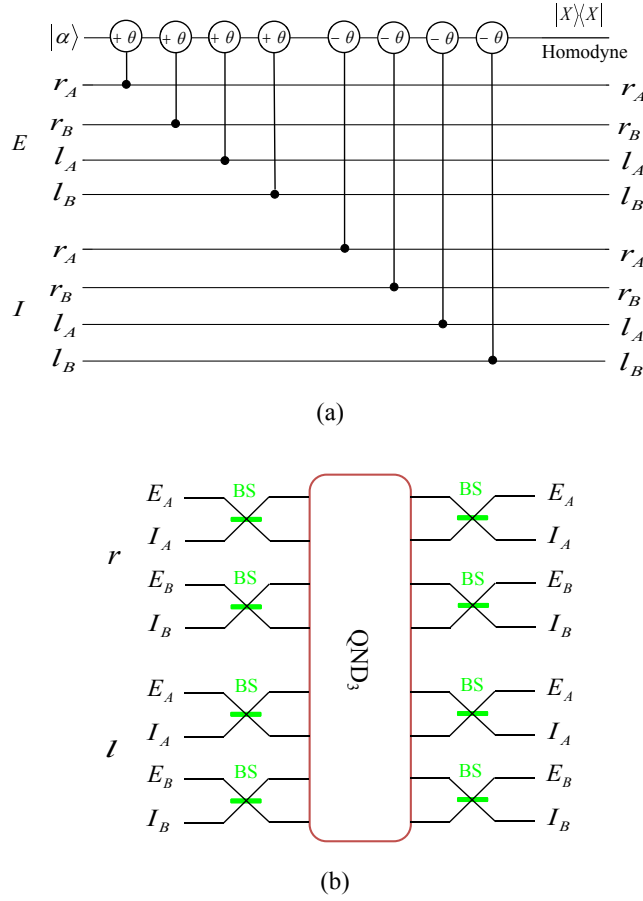 |X⟩⟨X|
|α⟩ + θ + θ + θ + θ − θ − θ − θ − θ
Homodyne
r_A r_A
E
r_B r_B
l_A l_A
l_B l_B
r_A r_A
I
r_B r_B
l_A l_A
l_B l_B
(a)
E_A BS BS E_A
I_A I_A
r
E_B BS BS E_B
I_B I_B
QND_3
E_A BS BS E_A
l
I_A I_A
E_B BS BS E_B
I_B I_B
(b)